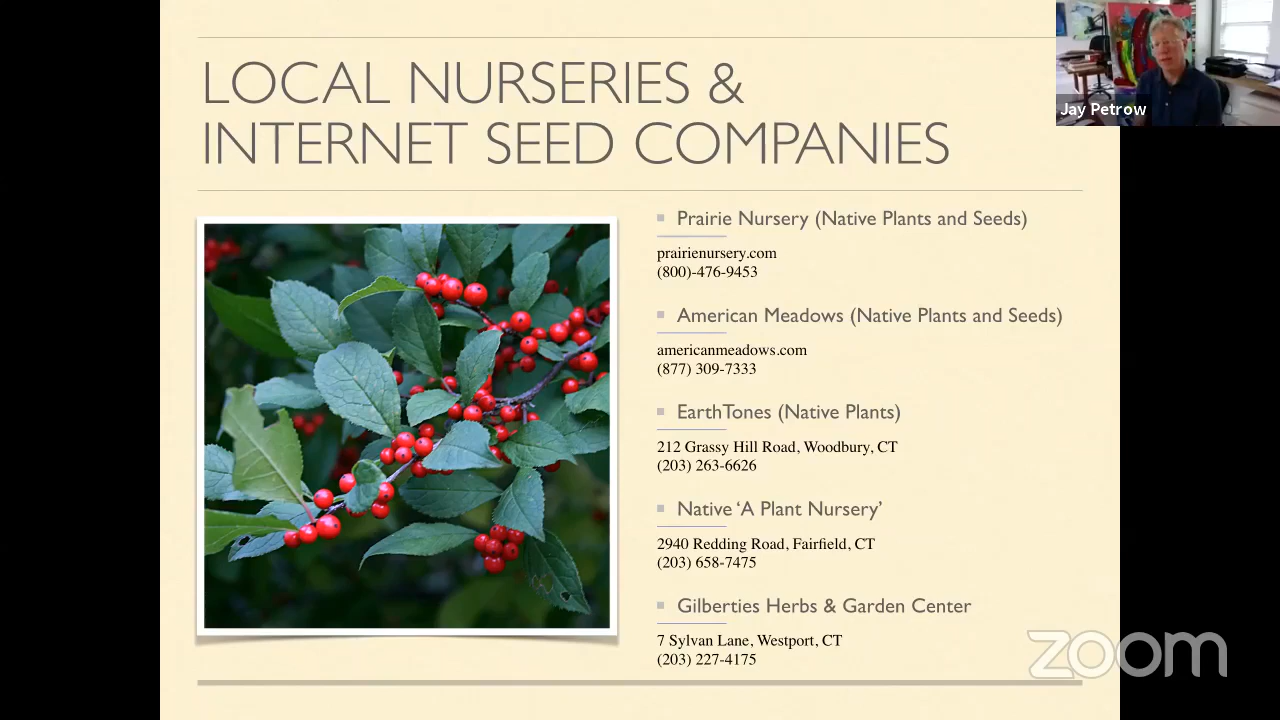 LOCAL NURSERIES &
INTERNET SEED COMPANIES
Jay Petrow
Prairie Nursery (Native Plants and Seeds)
prairienursery.com
(800)-476-9453
American Meadows (Native Plants and Seeds)
americanmeadows.com
(877) 309-7333
EarthTones (Native Plants)
212 Grassy Hill Road, Woodbury, CT
(203) 263-6626
Native ‘A Plant Nursery’
2940 Redding Road, Fairfield, CT
(203) 658-7475
Gilberties Herbs & Garden Center
7 Sylvan Lane, Westport, CT
(203) 227-4175
zoom